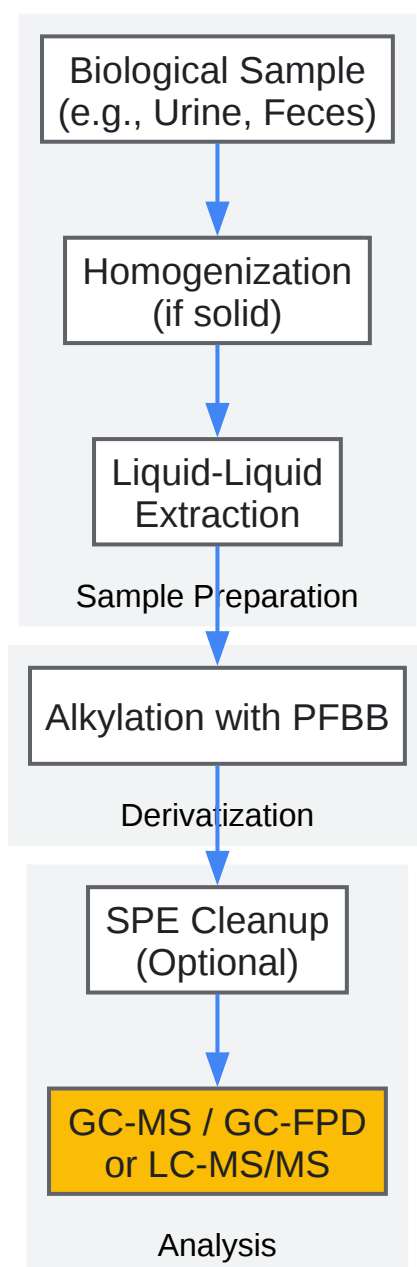 Biological Sample
(e.g., Urine, Feces)
Homogenization
(if solid)
Liquid-Liquid
Extraction
Sample Preparation
Alkylation with PFBB
Derivatization
SPE Cleanup
(Optional)
GC-MS / GC-FPD
or LC-MS/MS
Analysis